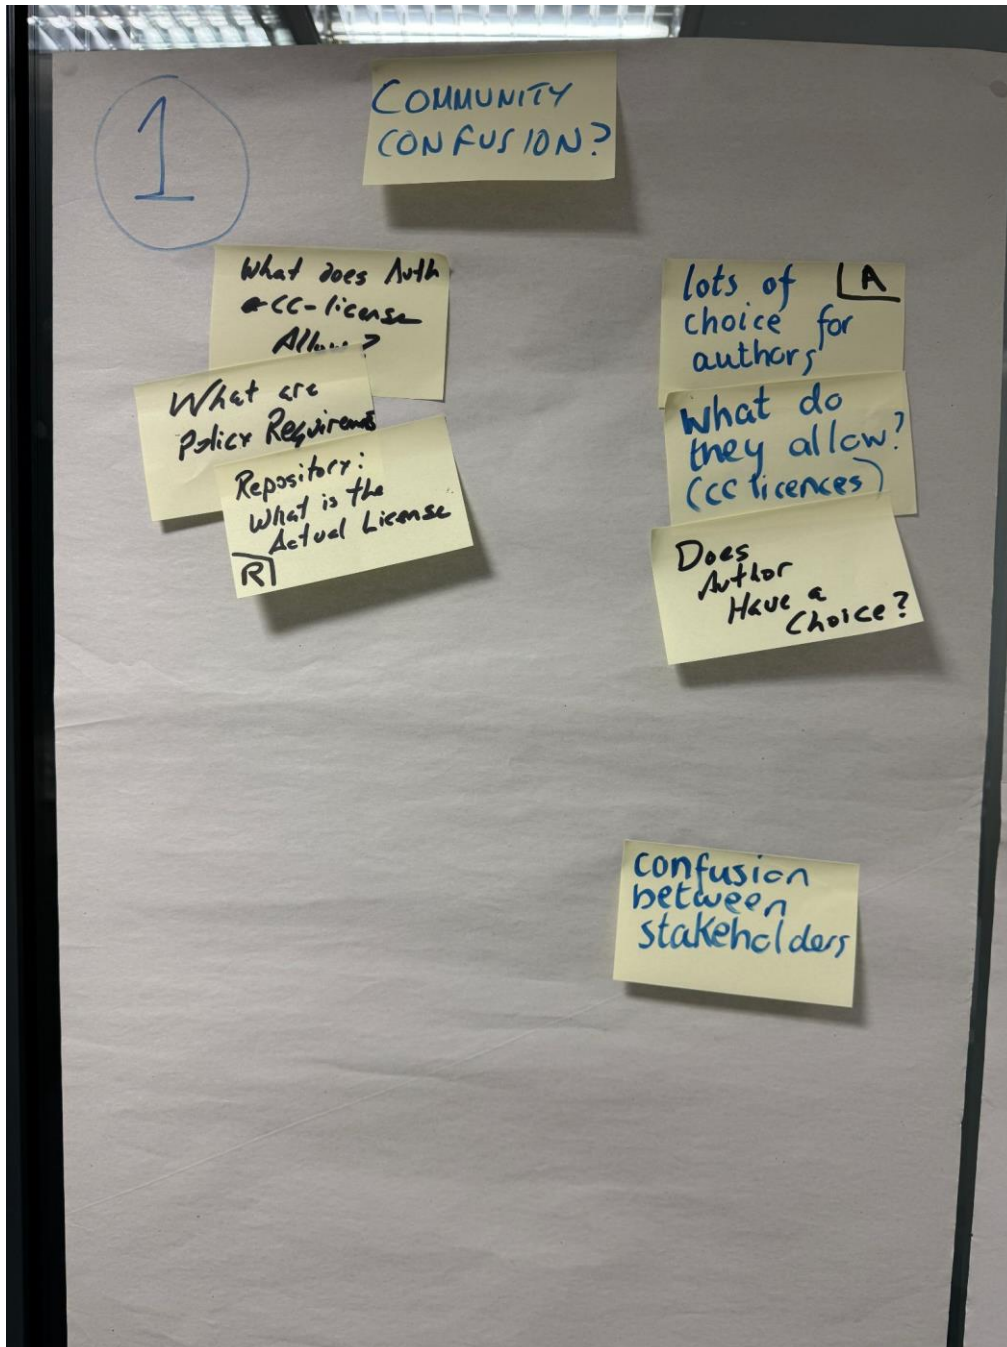 1
COMMUNITY
CONFUSION?
What does Auth
CC-license
Allow?
What are
Policy Requirements
Repository:
What is the
Actual License
R
lots of
choice for
authors
A
What do
they allow?
(CC licences)
Does
Author
Have a
Choice?
confusion
between
stakeholders